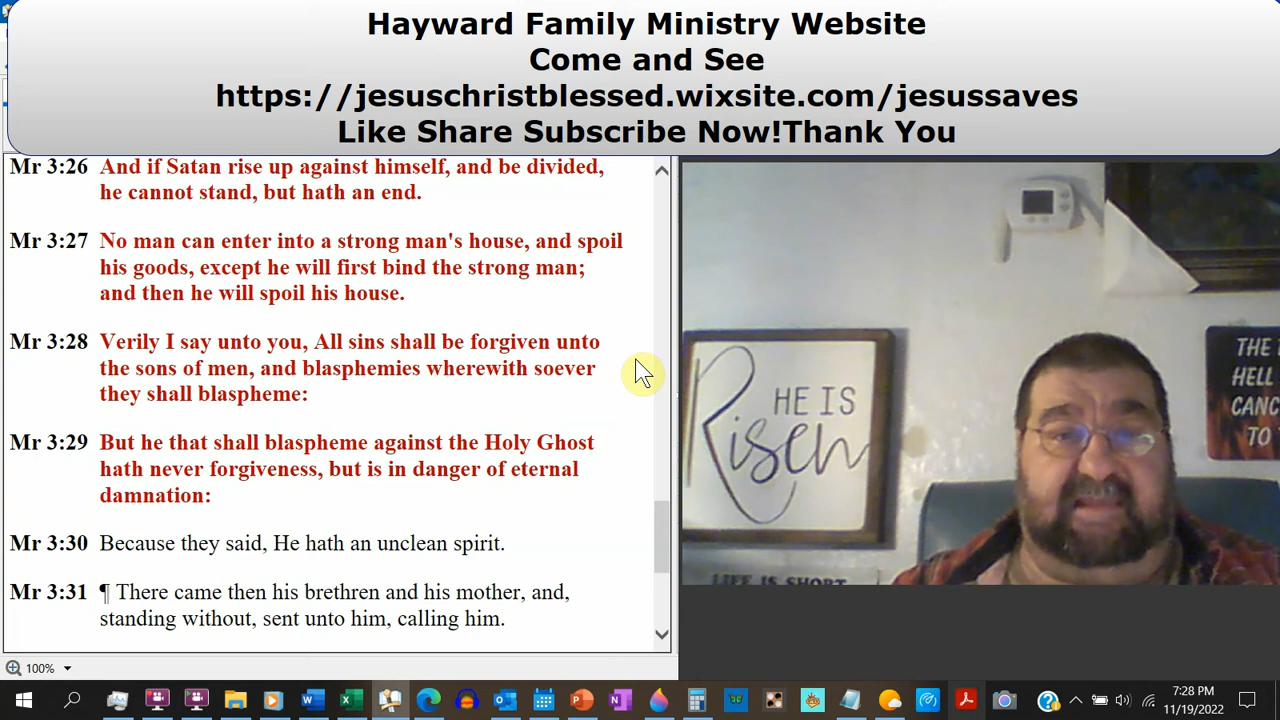 Hayward Family Ministry Website
Come and See
https://jesuschristblessed.wixsite.com/jesussaves
Like Share Subscribe Now!Thank You
Mr 3:26 And if Satan rise up against himself, and be divided,
he cannot stand, but hath an end.
Mr 3:27 No man can enter into a strong man's house, and spoil
his goods, except he will first bind the strong man;
and then he will spoil his house.
Mr 3:28 Verily I say unto you, All sins shall be forgiven unto
the sons of men, and blasphemies wherewith soever
they shall blaspheme:
Mr 3:29 But he that shall blaspheme against the Holy Ghost
hath never forgiveness, but is in danger of eternal
damnation:
Mr 3:30 Because they said, He hath an unclean spirit.
Mr 3:31 ¶ There came then his brethren and his mother, and,
standing without, sent unto him, calling him.
HE IS
Risen
THE
HELL
CANC
TO
LIFE IS SHORT
100%
7:28 PM
11/19/2022